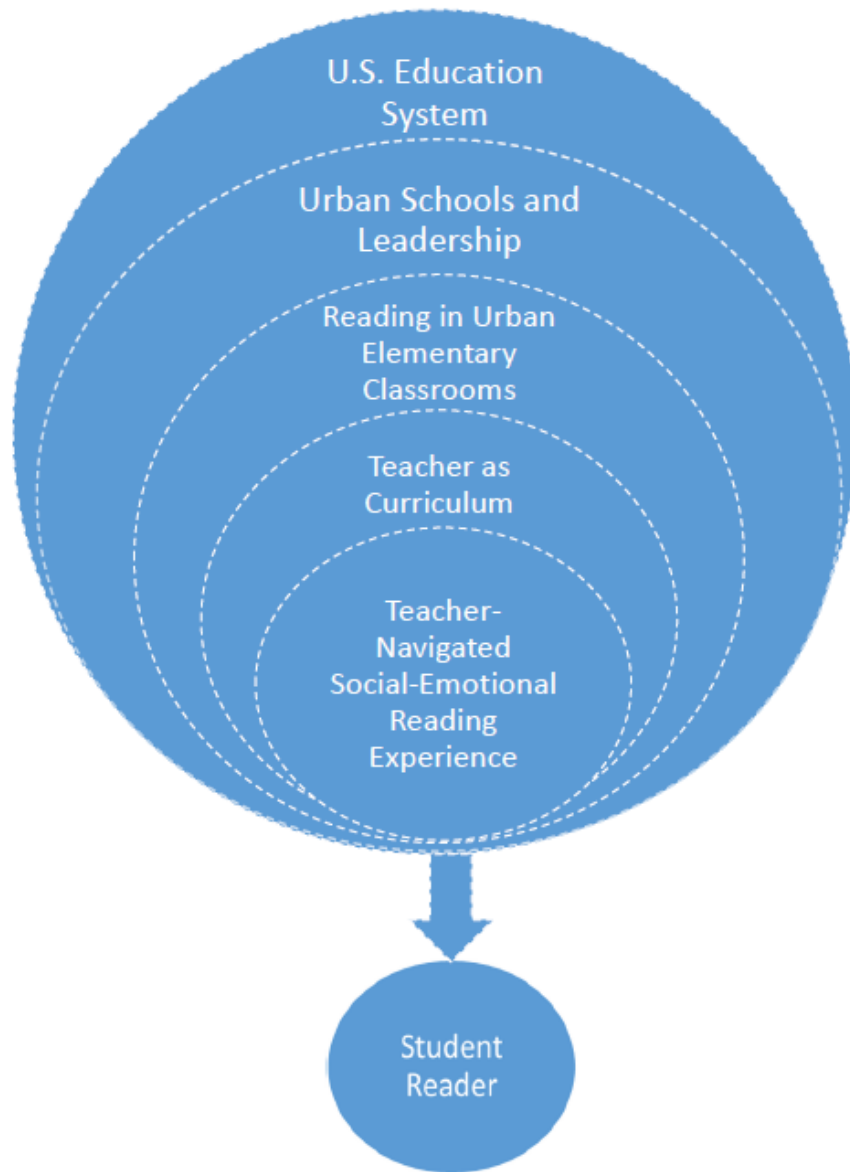 U.S. Education
System
Urban Schools and
Leadership
Reading in Urban
Elementary
Classrooms
Teacher as
Curriculum
Teacher-
Navigated
Social-Emotional
Reading
Experience
Student
Reader